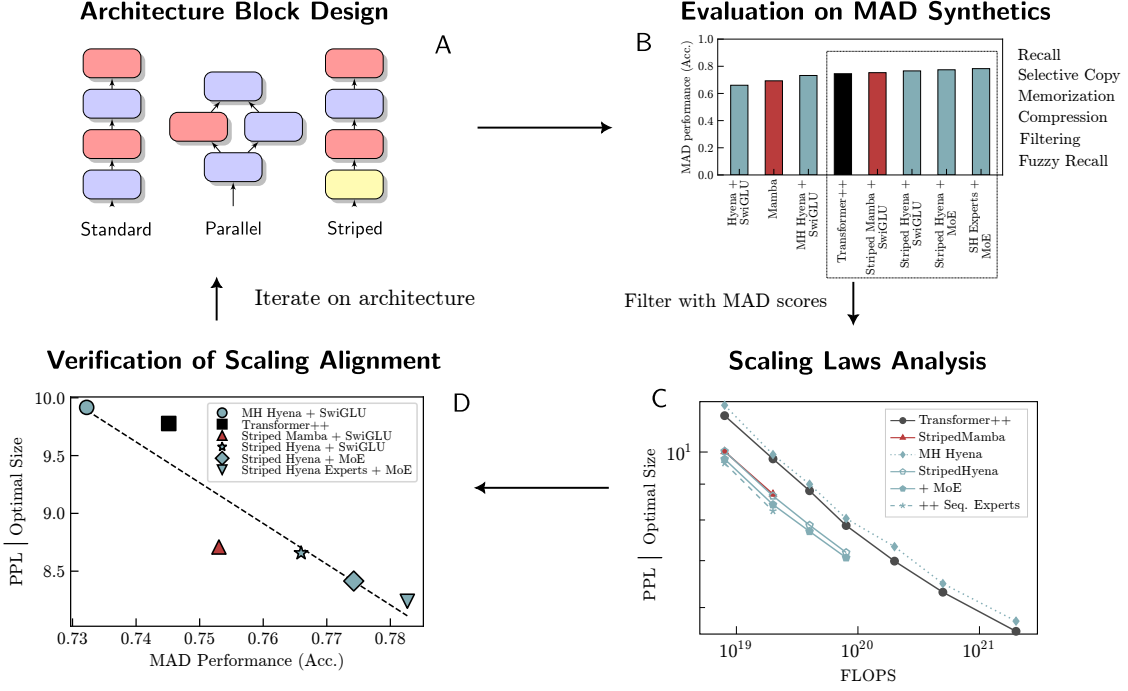 Architecture Block Design
A
Standard
Parallel
Striped
Evaluation on MAD Synthetics
B
MAD performance (Acc.)
1.0
0.8
0.6
0.4
0.2
0.0
Hyena +
SwiGLU
Mamba
MH Hyena +
SwiGLU
Transformer++
Striped Mamba +
SwiGLU
Striped Hyena +
SwiGLU
Striped Hyena +
MoE
SH Experts +
MoE
Recall
Selective Copy
Memorization
Compression
Filtering
Fuzzy Recall
Iterate on architecture
Filter with MAD scores
Verification of Scaling Alignment
D
PPL | Optimal Size
10.0
9.5
9.0
8.5
MH Hyena + SwiGLU
Transformer++
Striped Mamba + SwiGLU
Striped Hyena + SwiGLU
Striped Hyena + MoE
Striped Hyena Experts + MoE
0.73
0.74
0.75
0.76
0.77
0.78
MAD Performance (Acc.)
Scaling Laws Analysis
C
PPL | Optimal Size
10¹
Transformer++
StripedMamba
MH Hyena
StripedHyena
+ MoE
++ Seq. Experts
10¹⁹
10²⁰
10²¹
FLOPS